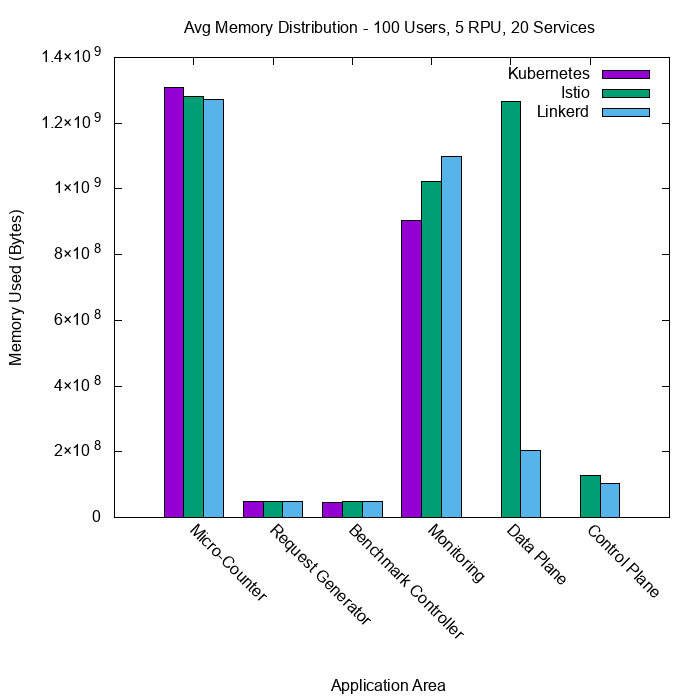 Avg Memory Distribution - 100 Users, 5 RPU, 20 Services
Kubernetes
Istio
Linkerd
1.4×10⁹
1.2×10⁹
1×10⁹
8×10⁸
6×10⁸
4×10⁸
2×10⁸
0
Memory Used (Bytes)
Micro-Counter
Request Generator
Benchmark Controller
Monitoring
Data Plane
Control Plane
Application Area